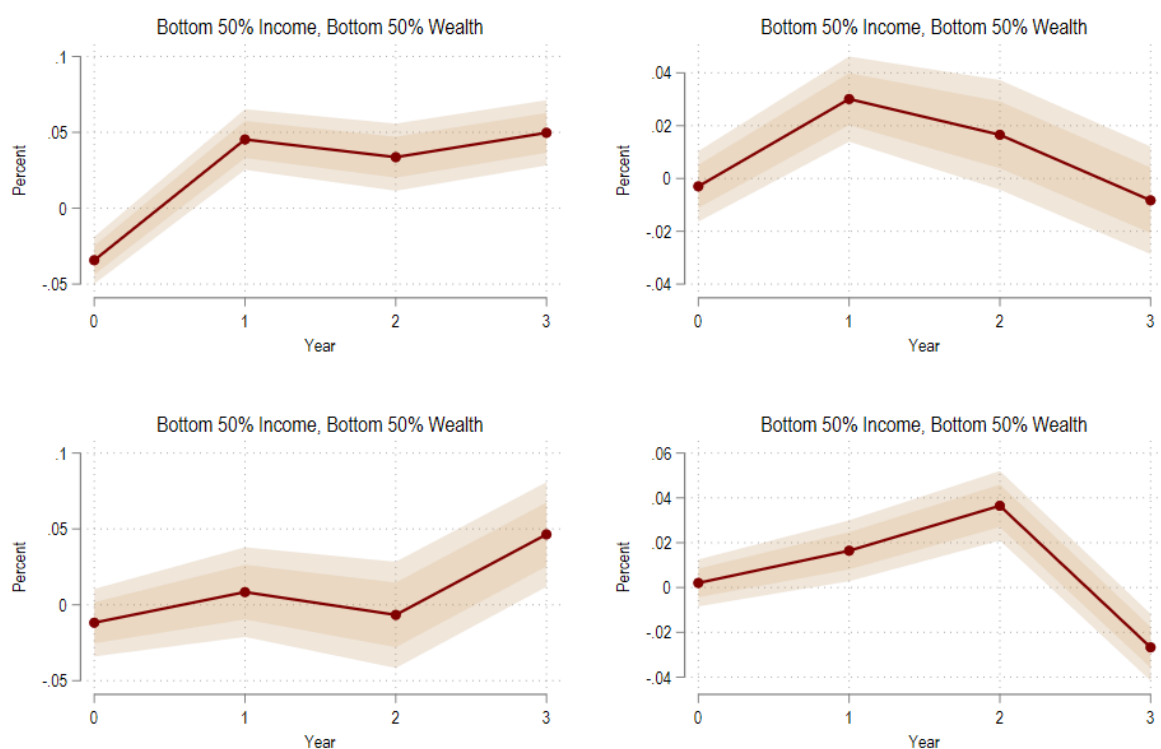 Bottom 50% Income, Bottom 50% Wealth
.1
.05
0
-.05
Percent
0 1 2 3
Year
Bottom 50% Income, Bottom 50% Wealth
.04
.02
0
-.02
-.04
Percent
0 1 2 3
Year
Bottom 50% Income, Bottom 50% Wealth
.1
.05
0
-.05
Percent
0 1 2 3
Year
Bottom 50% Income, Bottom 50% Wealth
.06
.04
.02
0
-.02
-.04
Percent
0 1 2 3
Year